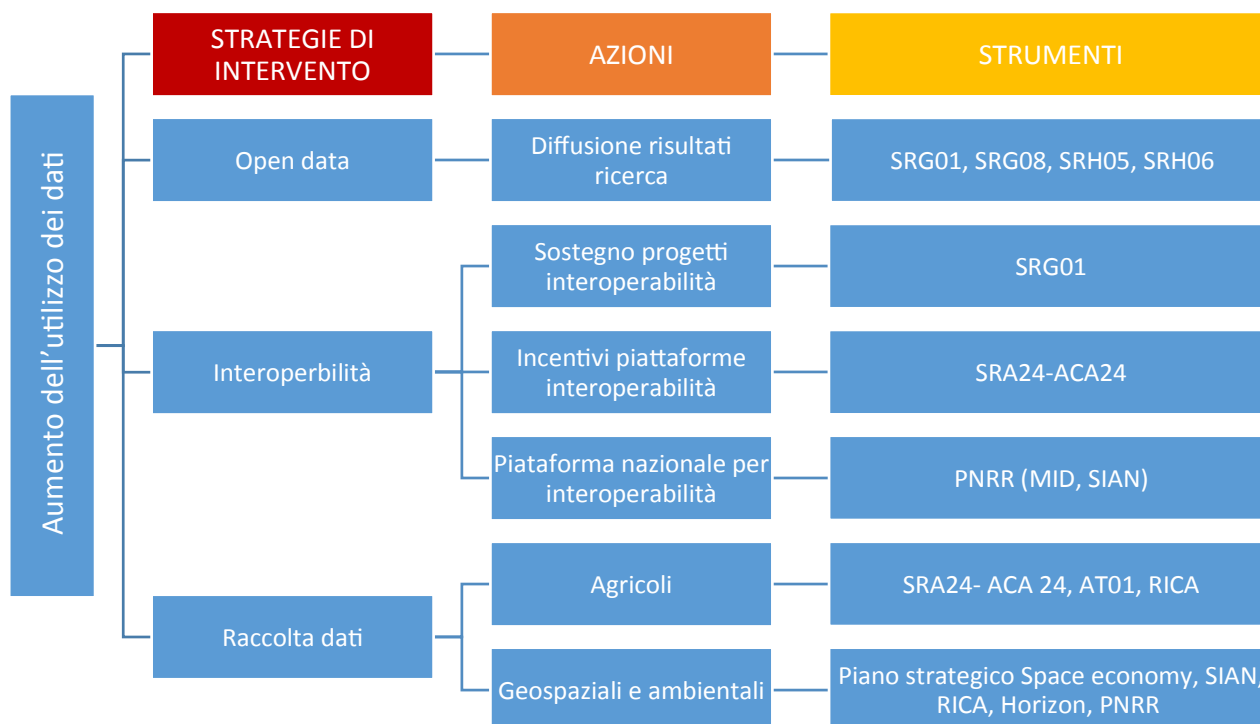 Aumento dell'utilizzo dei dati
STRATEGIE DI
INTERVENTO
AZIONI
STRUMENTI
Open data
Diffusione risultati
ricerca
SRG01, SRG08, SRH05, SRH06
Interoperbilità
Sostegno progetti
interoperabilità
SRG01
Incentivi piattaforme
interoperabilità
SRA24-ACA24
Piataforma nazionale per
interoperabilità
PNRR (MID, SIAN)
Raccolta dati
Agricoli
SRA24- ACA 24, AT01, RICA
Geospaziali e ambientali
Piano strategico Space economy, SIAN,
RICA, Horizon, PNRR